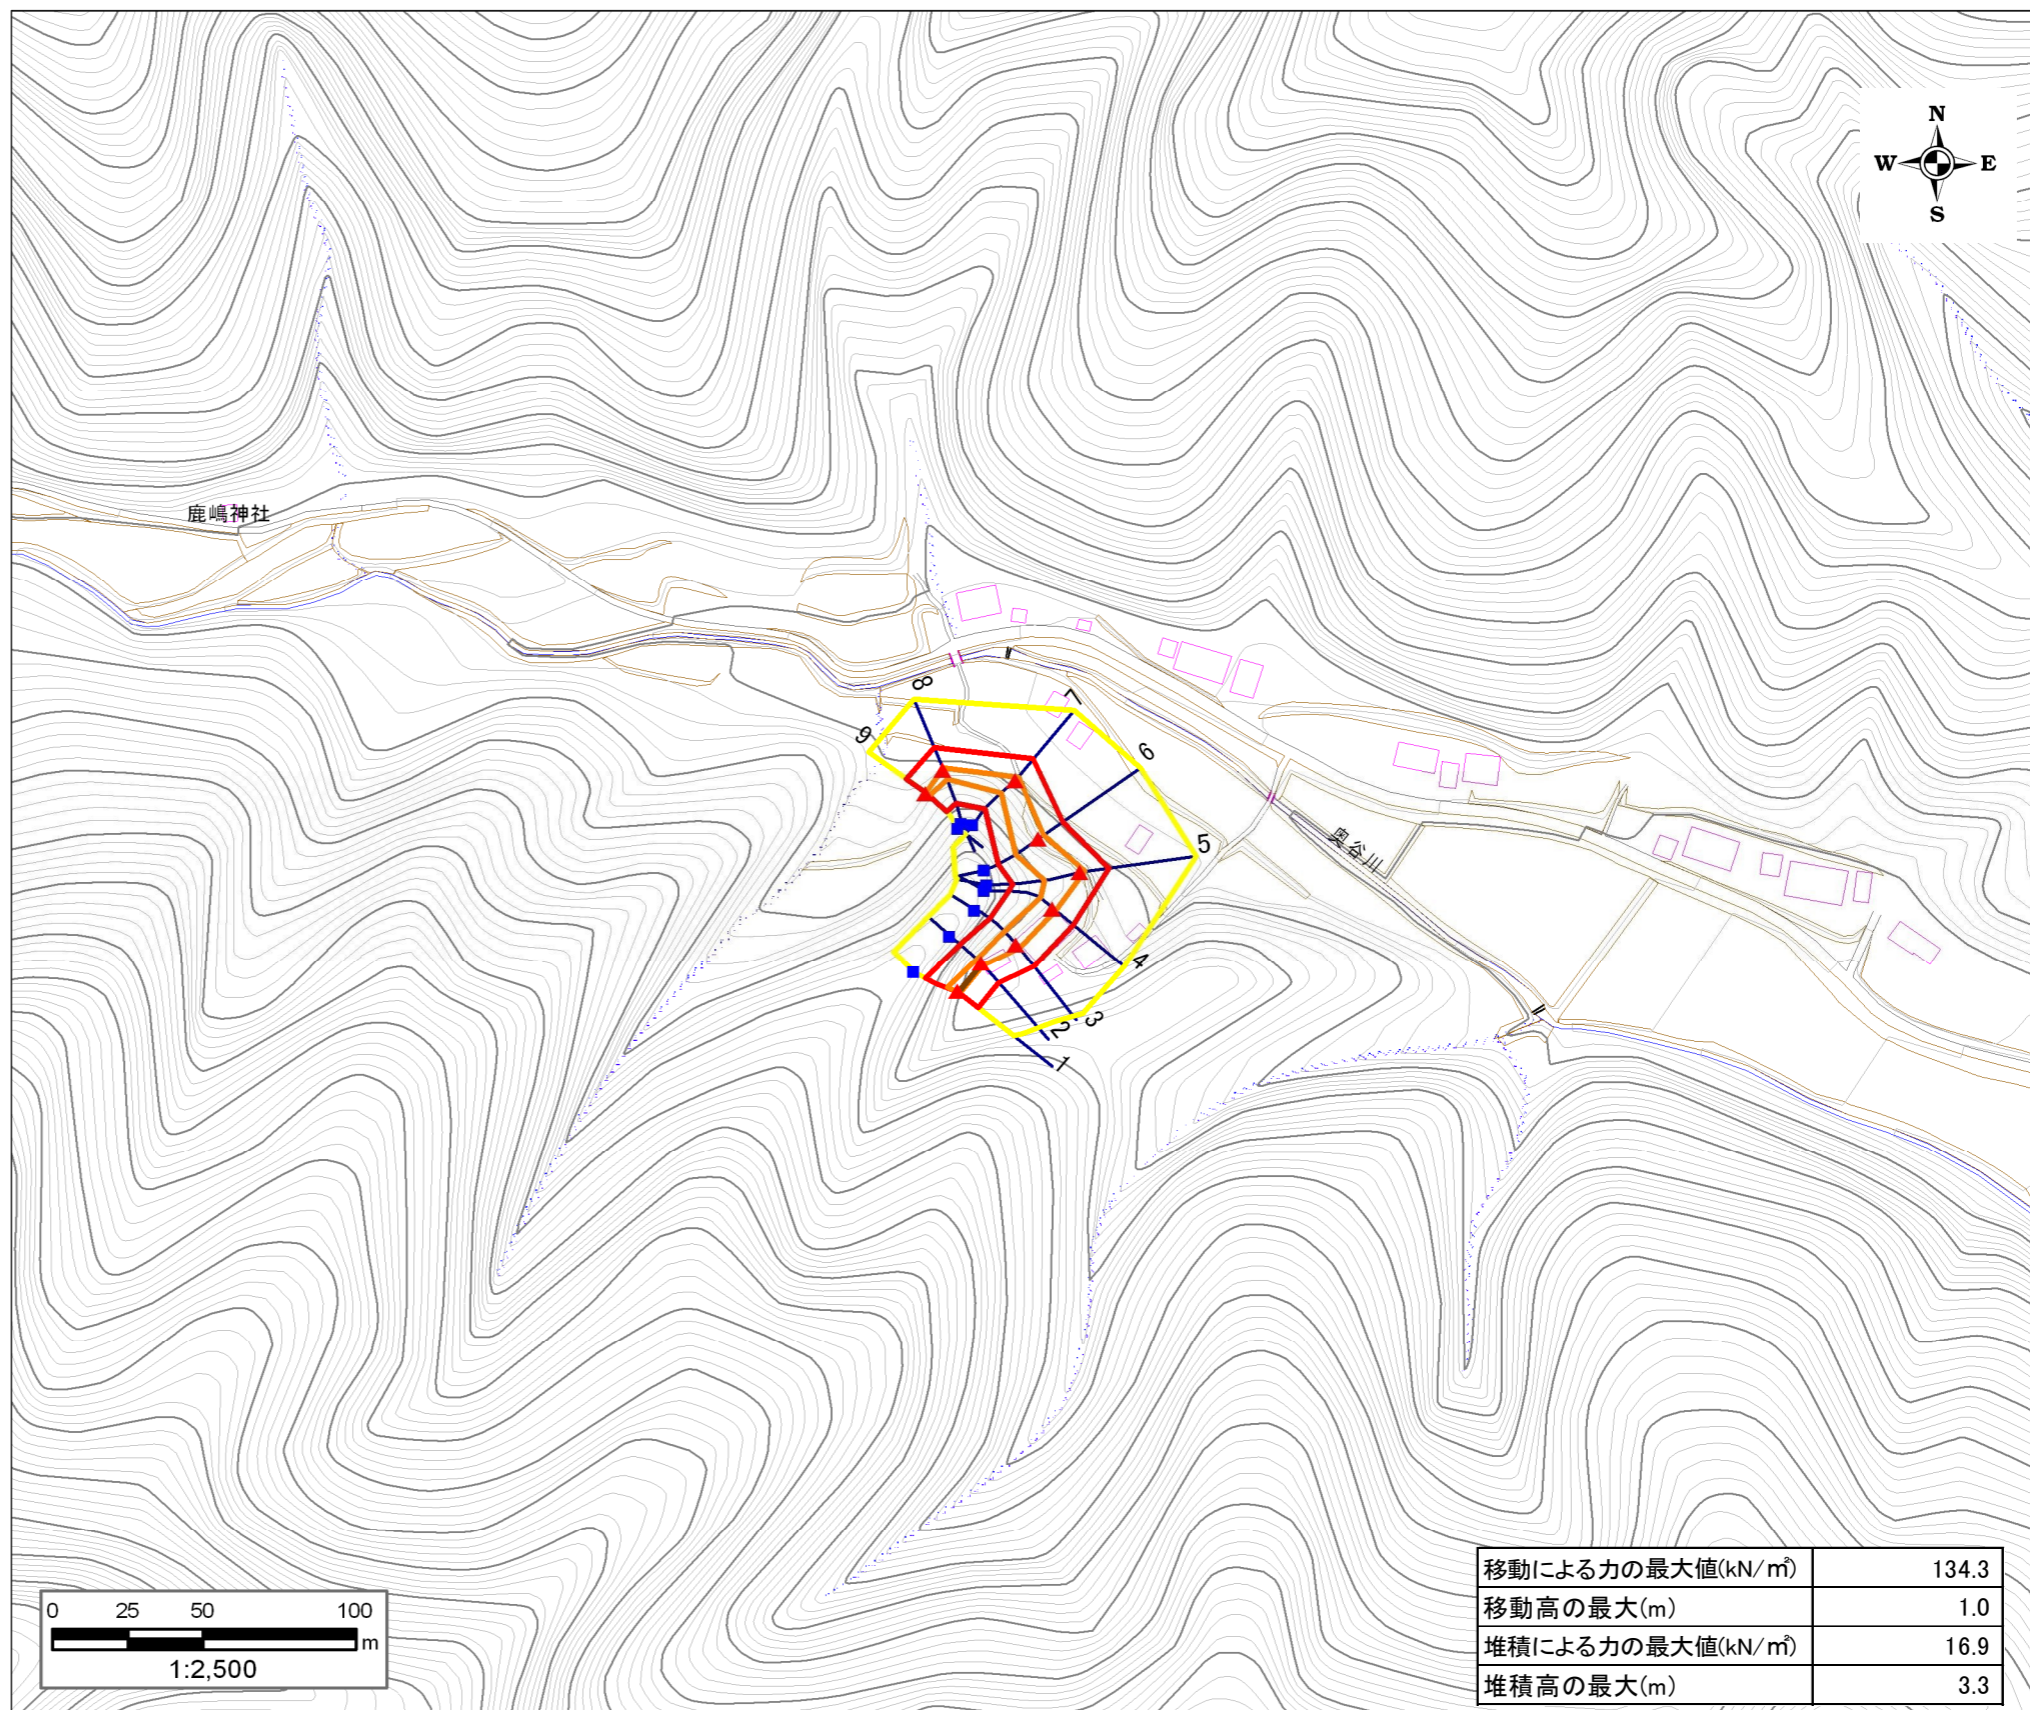 N
W E
S
鹿嶋神社
8
7
9
6
5
奥谷川
4
3
2
1
0 25 50 100
m
1:2,500
移動による力の最大値(kN/㎡) 134.3
移動高の最大(m) 1.0
堆積による力の最大値(kN/㎡) 16.9
堆積高の最大(m) 3.3